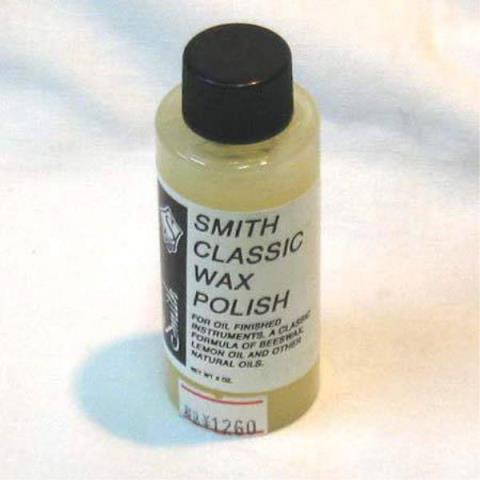 SMITH
CLASSIC
WAX
POLISH
FOR OIL FINISHED
INSTRUMENTS. A CLASSIC
FORMULA OF BEESWAX,
LEMON OIL AND OTHER
NATURAL OILS.
NET WT 4 OZ.
Smith
¥1260